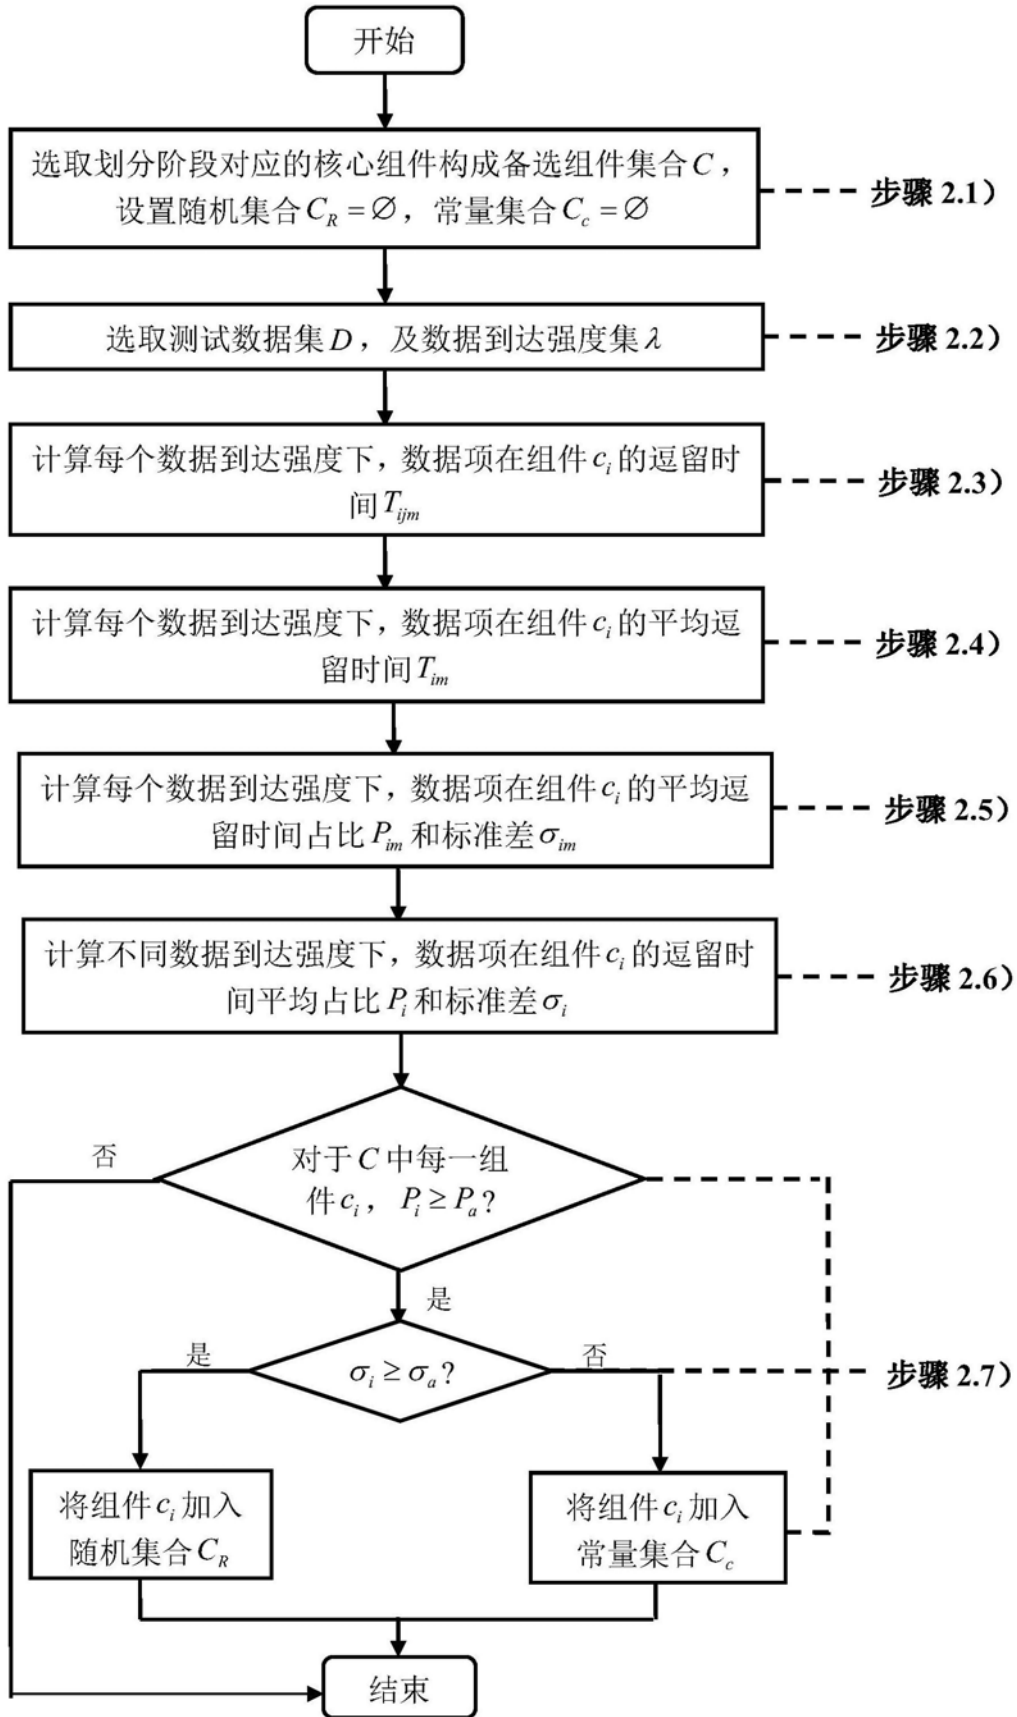 开始
选取划分阶段对应的核心组件构成备选组件集合C，
设置随机集合C_R=∅，常量集合C_c=∅
步骤 2.1）
选取测试数据集D，及数据到达强度集λ
步骤 2.2）
计算每个数据到达强度下，数据项在组件c_i的逗留时
间T_ijm
步骤 2.3）
计算每个数据到达强度下，数据项在组件c_i的平均逗
留时间T_im
步骤 2.4）
计算每个数据到达强度下，数据项在组件c_i的平均逗
留时间占比P_im和标准差σ_im
步骤 2.5）
计算不同数据到达强度下，数据项在组件c_i的逗留时
间平均占比P_i和标准差σ_i
步骤 2.6）
否
对于C中每一组
件c_i，P_i≥P_a?
是
是
σ_i≥σ_a?
否
步骤 2.7）
将组件c_i加入
随机集合C_R
将组件c_i加入
常量集合C_c
结束